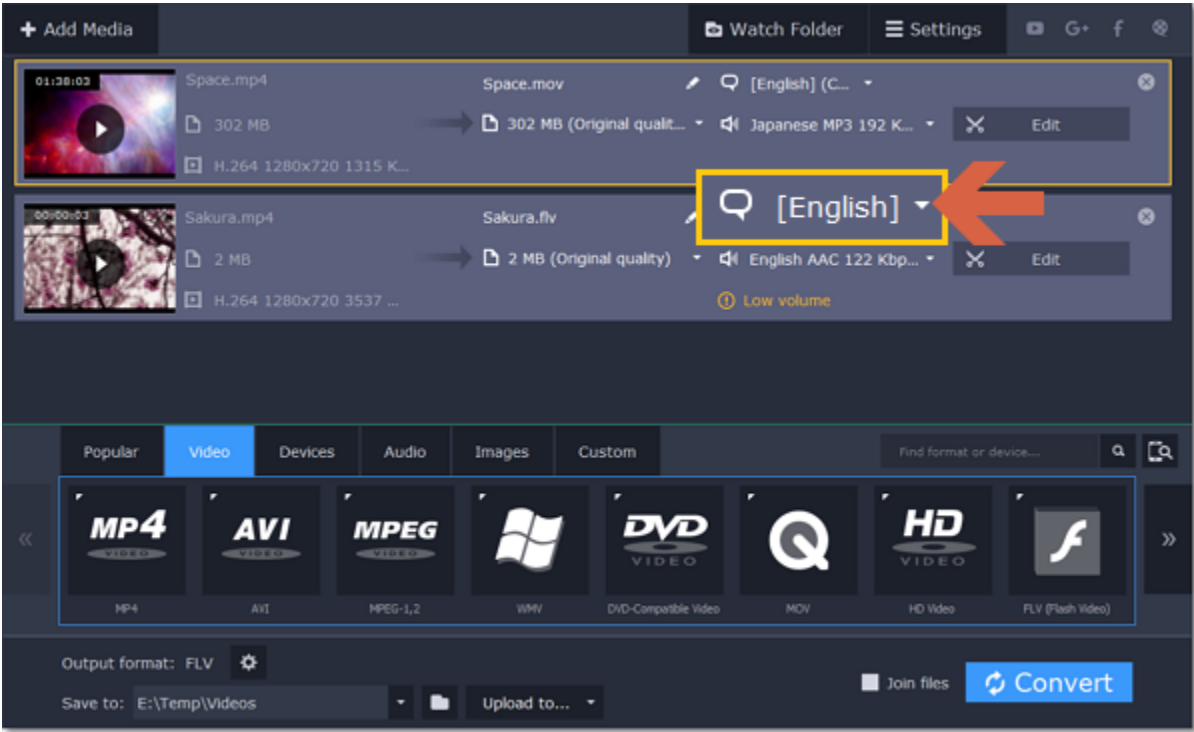 Add Media
Watch Folder
Settings
G+
f
01:38:03
Space.mp4
Space.mov
[English] (C...
302 MB
302 MB (Original qualit...
Japanese MP3 192 K...
Edit
H.264 1280x720 1315 K...
[English]
00:00:03
Sakura.mp4
Sakura.flv
2 MB
2 MB (Original quality)
English AAC 122 Kbp...
Edit
H.264 1280x720 3537 ...
Low volume
Popular
Video
Devices
Audio
Images
Custom
Find format or device....
MP4 VIDEO
AVI VIDEO
MPEG VIDEO
DVD VIDEO
HD VIDEO
f
«
»
MP4
AVI
MPEG-1,2
WMV
DVD-Compatible Video
MOV
HD Video
FLV (Flash Video)
Output format: FLV
Save to: E:\Temp\Videos
Upload to...
Join files
Convert